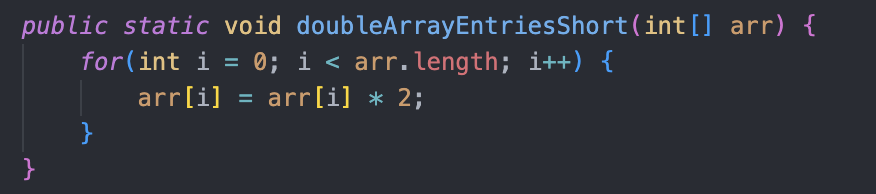 public static void doubleArrayEntriesShort(int[] arr) {
    for(int i = 0; i < arr.length; i++) {
        arr[i] = arr[i] * 2;
    }
}